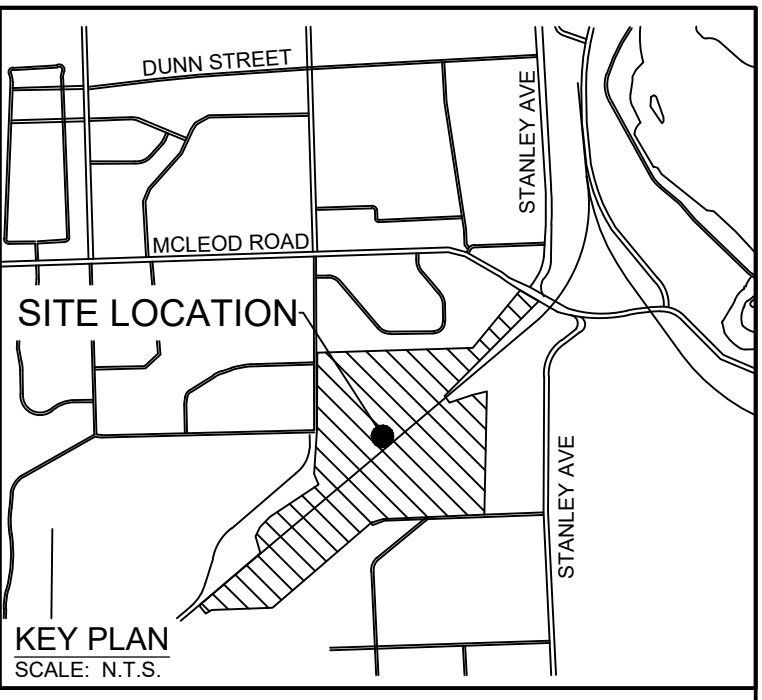 DUNN STREET
STANLEY AVE
MCLEOD ROAD
SITE LOCATION
STANLEY AVE
KEY PLAN
SCALE: N.T.S.